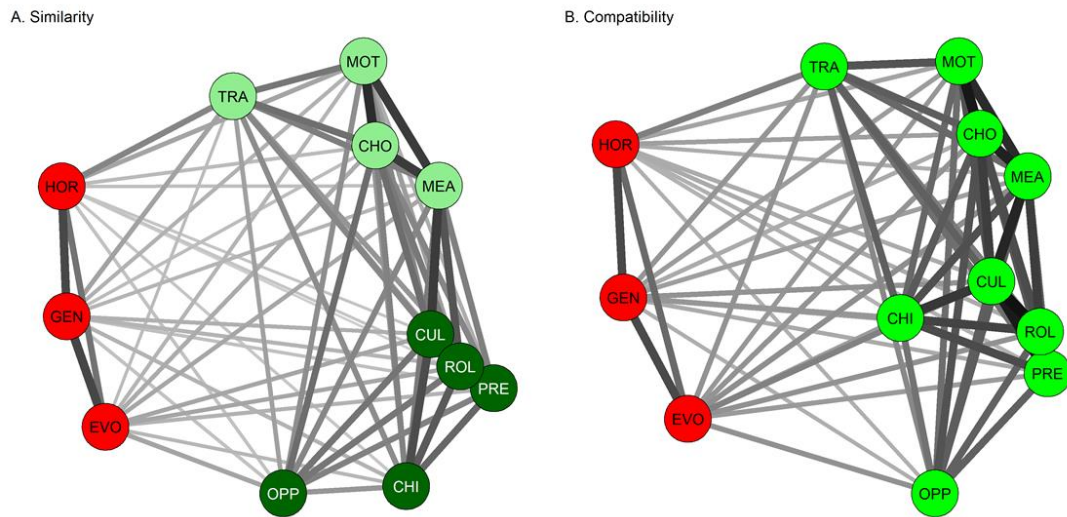 A. Similarity
MOT
TRA
CHO
MEA
HOR
GEN
CUL
ROL
PRE
EVO
CHI
OPP
B. Compatibility
MOT
TRA
CHO
HOR
MEA
CUL
GEN
CHI
ROL
PRE
EVO
OPP